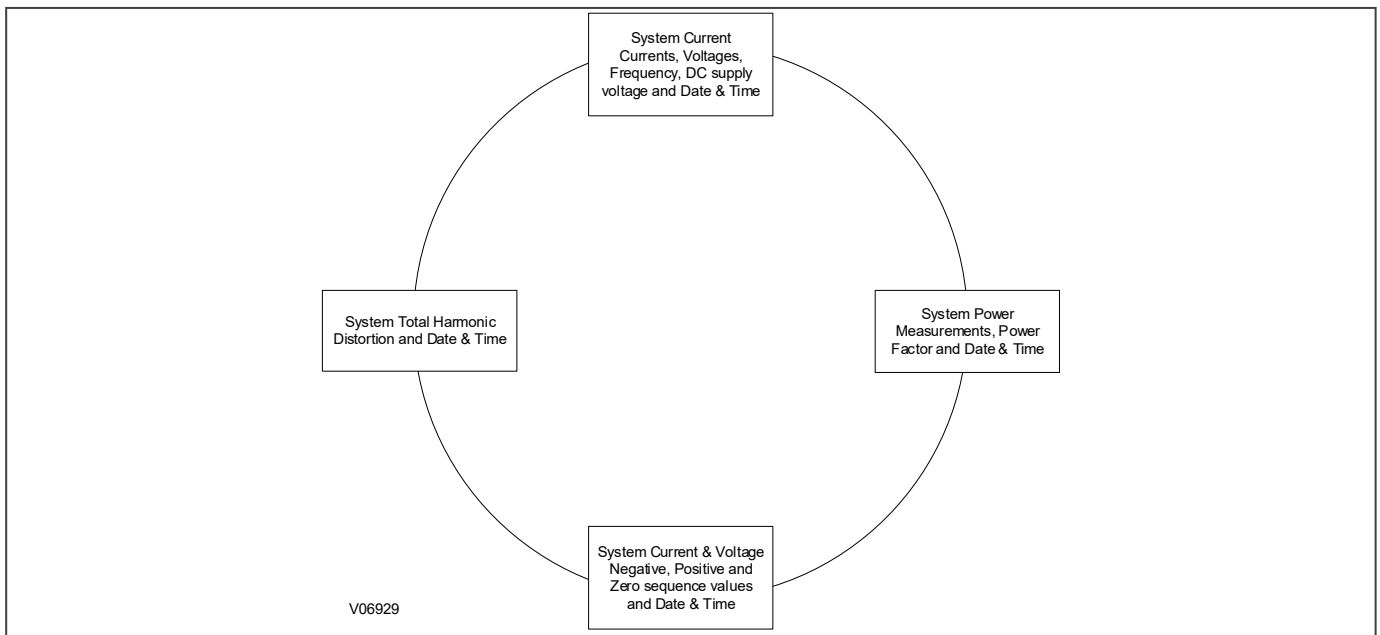 System Current
Currents, Voltages,
Frequency, DC supply
voltage and Date & Time
System Total Harmonic
Distortion and Date & Time
System Power
Measurements, Power
Factor and Date & Time
System Current & Voltage
Negative, Positive and
Zero sequence values
and Date & Time
V06929